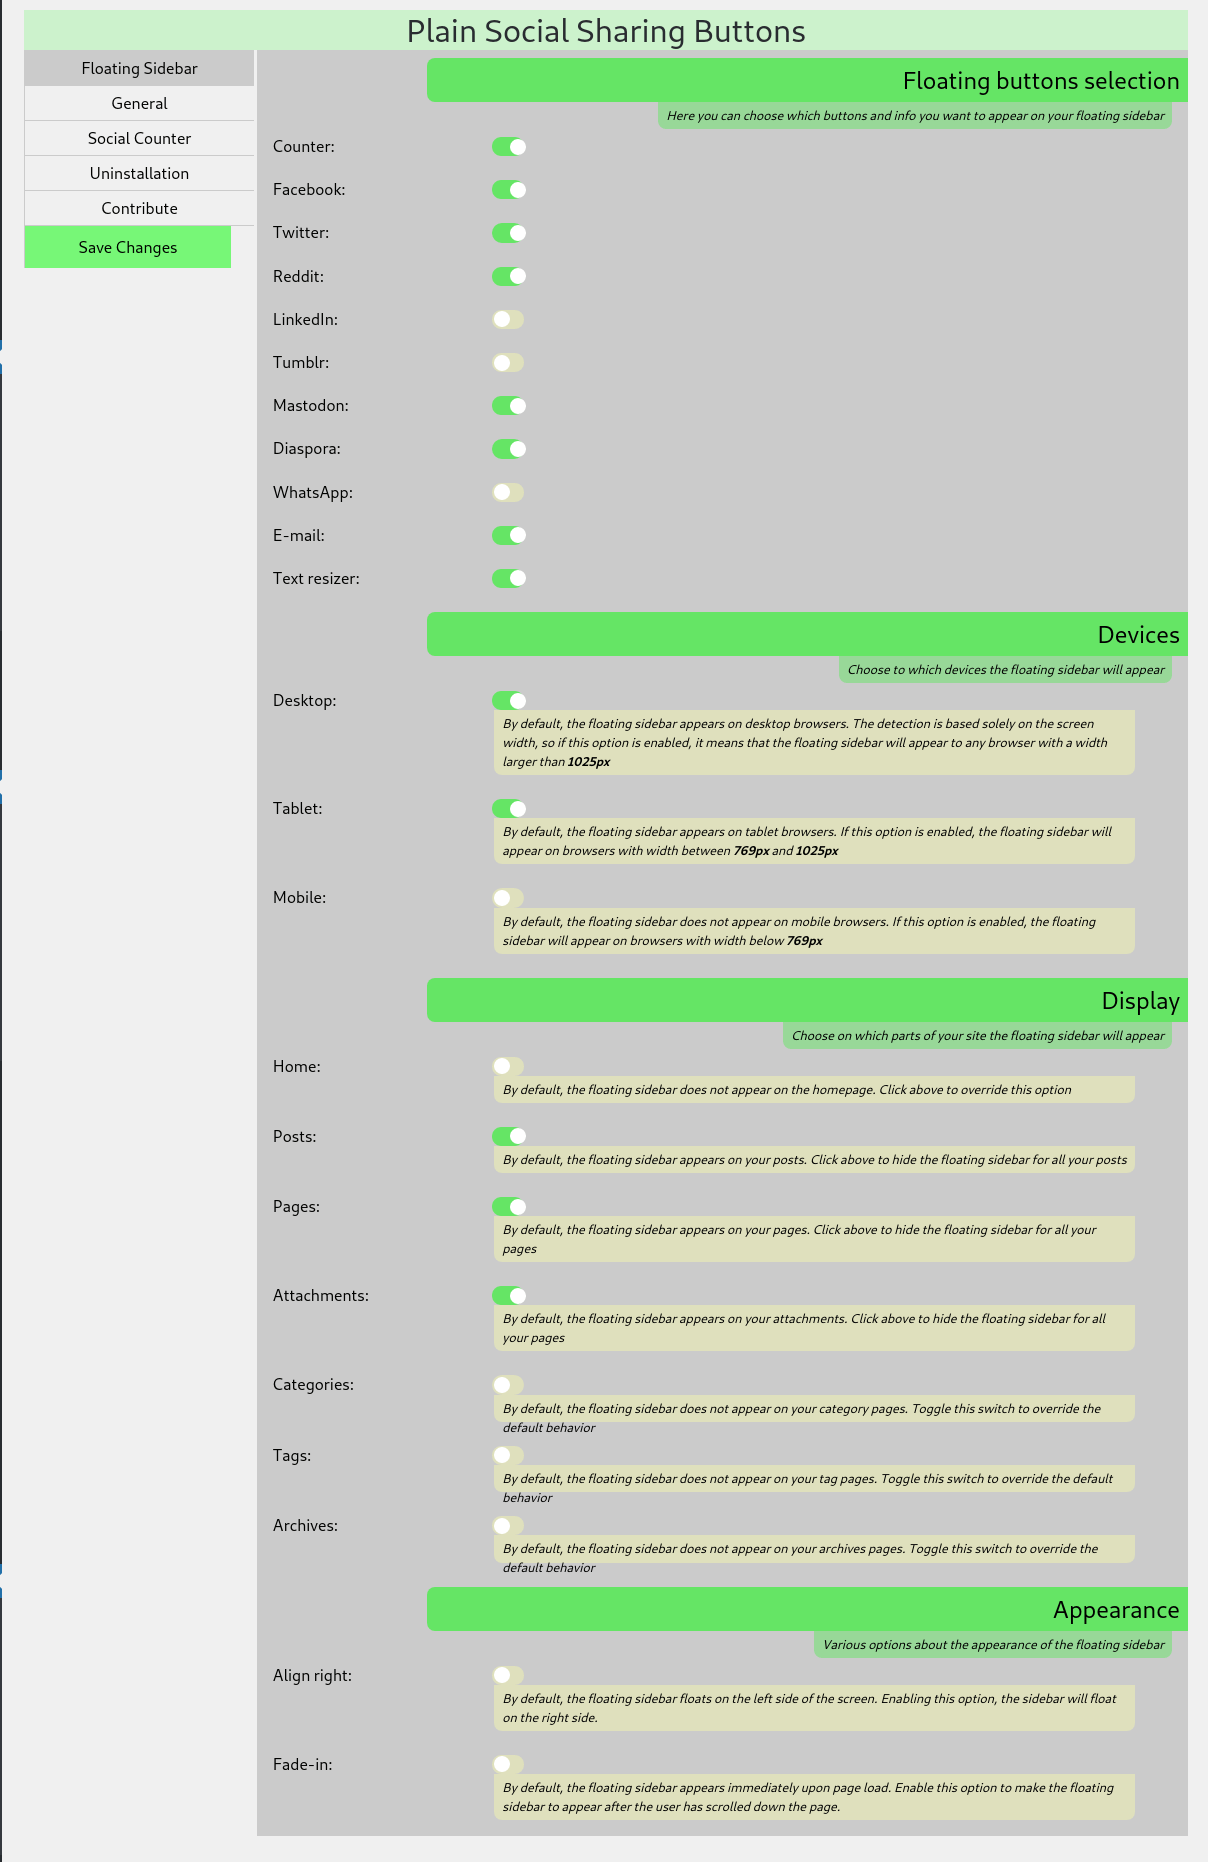 Plain Social Sharing Buttons
Floating Sidebar
General
Social Counter
Uninstallation
Contribute
Save Changes
Floating buttons selection
Here you can choose which buttons and info you want to appear on your floating sidebar
Counter:
Facebook:
Twitter:
Reddit:
LinkedIn:
Tumblr:
Mastodon:
Diaspora:
WhatsApp:
E-mail:
Text resizer:
Devices
Choose to which devices the floating sidebar will appear
Desktop:
By default, the floating sidebar appears on desktop browsers. The detection is based solely on the screen
width, so if this option is enabled, it means that the floating sidebar will appear to any browser with a width
larger than 1025px
Tablet:
By default, the floating sidebar appears on tablet browsers. If this option is enabled, the floating sidebar will
appear on browsers with width between 769px and 1025px
Mobile:
By default, the floating sidebar does not appear on mobile browsers. If this option is enabled, the floating
sidebar will appear on browsers with width below 769px
Display
Choose on which parts of your site the floating sidebar will appear
Home:
By default, the floating sidebar does not appear on the homepage. Click above to override this option
Posts:
By default, the floating sidebar appears on your posts. Click above to hide the floating sidebar for all your posts
Pages:
By default, the floating sidebar appears on your pages. Click above to hide the floating sidebar for all your
pages
Attachments:
By default, the floating sidebar appears on your attachments. Click above to hide the floating sidebar for all
your pages
Categories:
By default, the floating sidebar does not appear on your category pages. Toggle this switch to override the
default behavior
Tags:
By default, the floating sidebar does not appear on your tag pages. Toggle this switch to override the default
behavior
Archives:
By default, the floating sidebar does not appear on your archives pages. Toggle this switch to override the
default behavior
Appearance
Various options about the appearance of the floating sidebar
Align right:
By default, the floating sidebar floats on the left side of the screen. Enabling this option, the sidebar will float
on the right side.
Fade-in:
By default, the floating sidebar appears immediately upon page load. Enable this option to make the floating
sidebar to appear after the user has scrolled down the page.